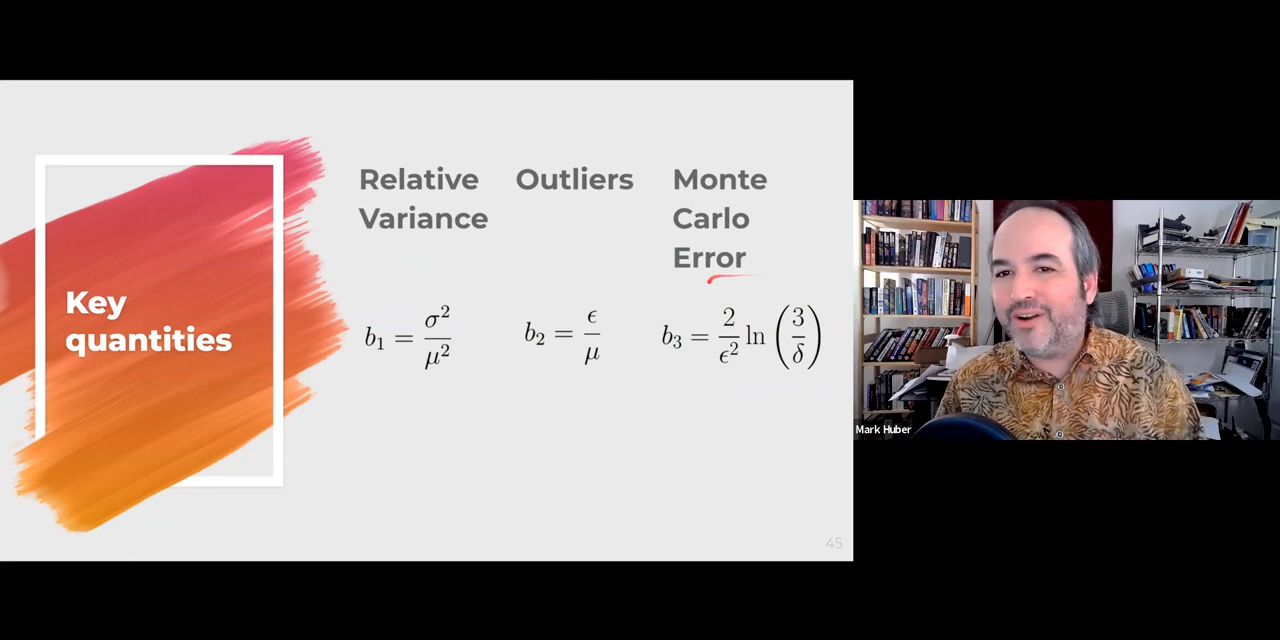 Key
quantities
Relative
Variance
Outliers
Monte
Carlo
Error
b₁ = σ²/μ²
b₂ = ϵ/μ
b₃ = 2/ϵ² ln(3/δ)
45
Mark Huber